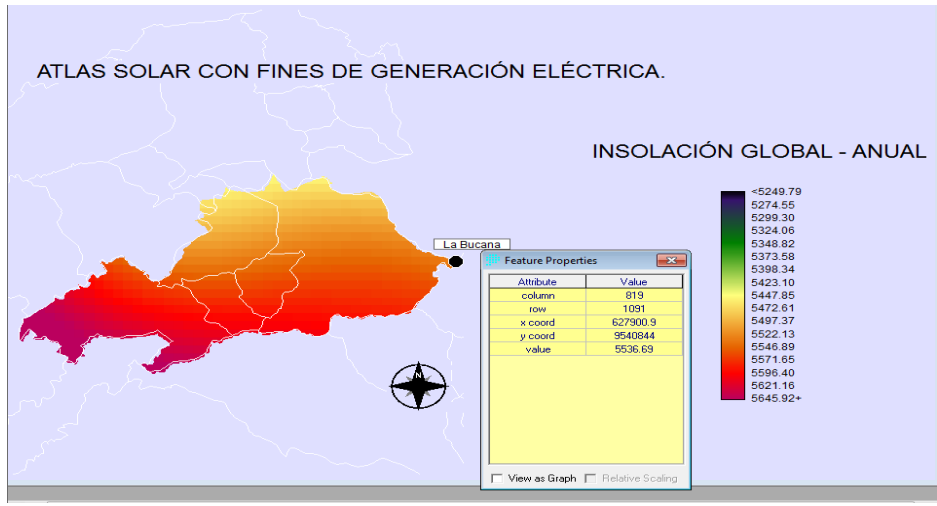 ATLAS SOLAR CON FINES DE GENERACIÓN ELÉCTRICA.
INSOLACIÓN GLOBAL - ANUAL
<5249.79
5274.55
5299.30
5324.06
5348.82
5373.58
5398.34
5423.10
5447.85
5472.61
5497.37
5522.13
5546.89
5571.65
5596.40
5621.16
5645.92+
La Bucana
Feature Properties
Attribute Value
column 819
row 1091
x coord 627900.9
y coord 9540844
value 5536.69
View as Graph Relative Scaling
N